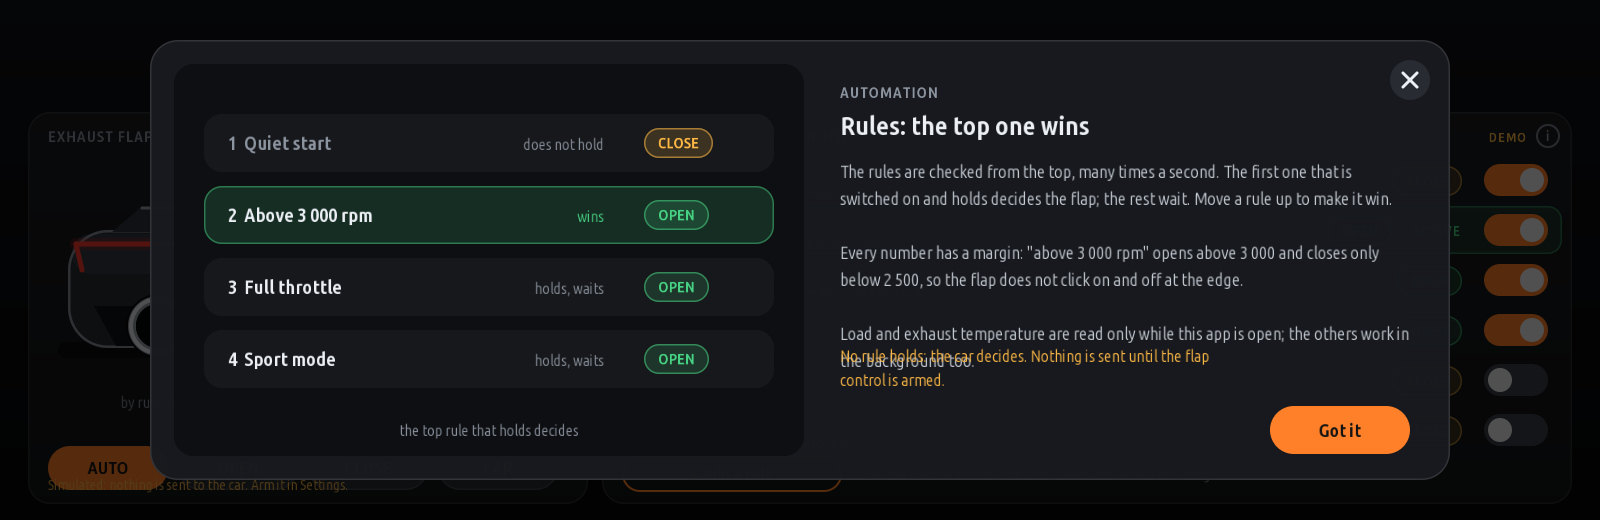 EXHAUST FLAP
DEMO i
1 Quiet start does not hold CLOSE
2 Above 3 000 rpm wins OPEN
3 Full throttle holds, waits OPEN
4 Sport mode holds, waits OPEN
the top rule that holds decides
AUTOMATION
Rules: the top one wins
The rules are checked from the top, many times a second. The first one that is
switched on and holds decides the flap; the rest wait. Move a rule up to make it win.
Every number has a margin: "above 3 000 rpm" opens above 3 000 and closes only
below 2 500, so the flap does not click on and off at the edge.
Load and exhaust temperature are read only while this app is open; the others work in
the background too.
No rule holds: the car decides. Nothing is sent until the flap
control is armed.
Got it
by
AUTO
Simulated: nothing is sent to the car. Arm it in Settings.